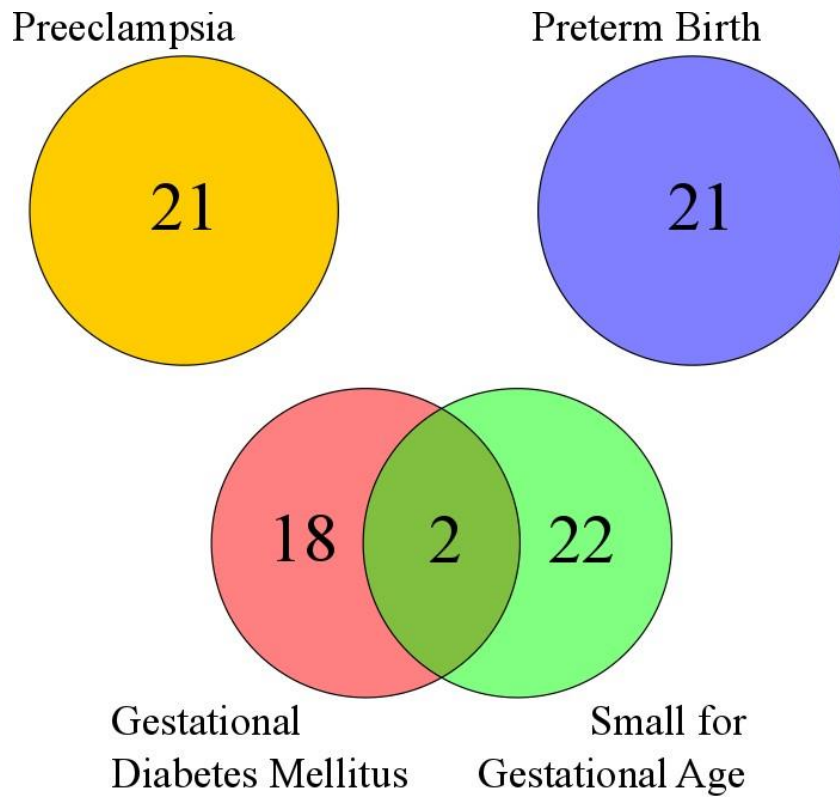 Preeclampsia
Preterm Birth
21
21
18
2
22
Gestational
Diabetes Mellitus
Small for
Gestational Age